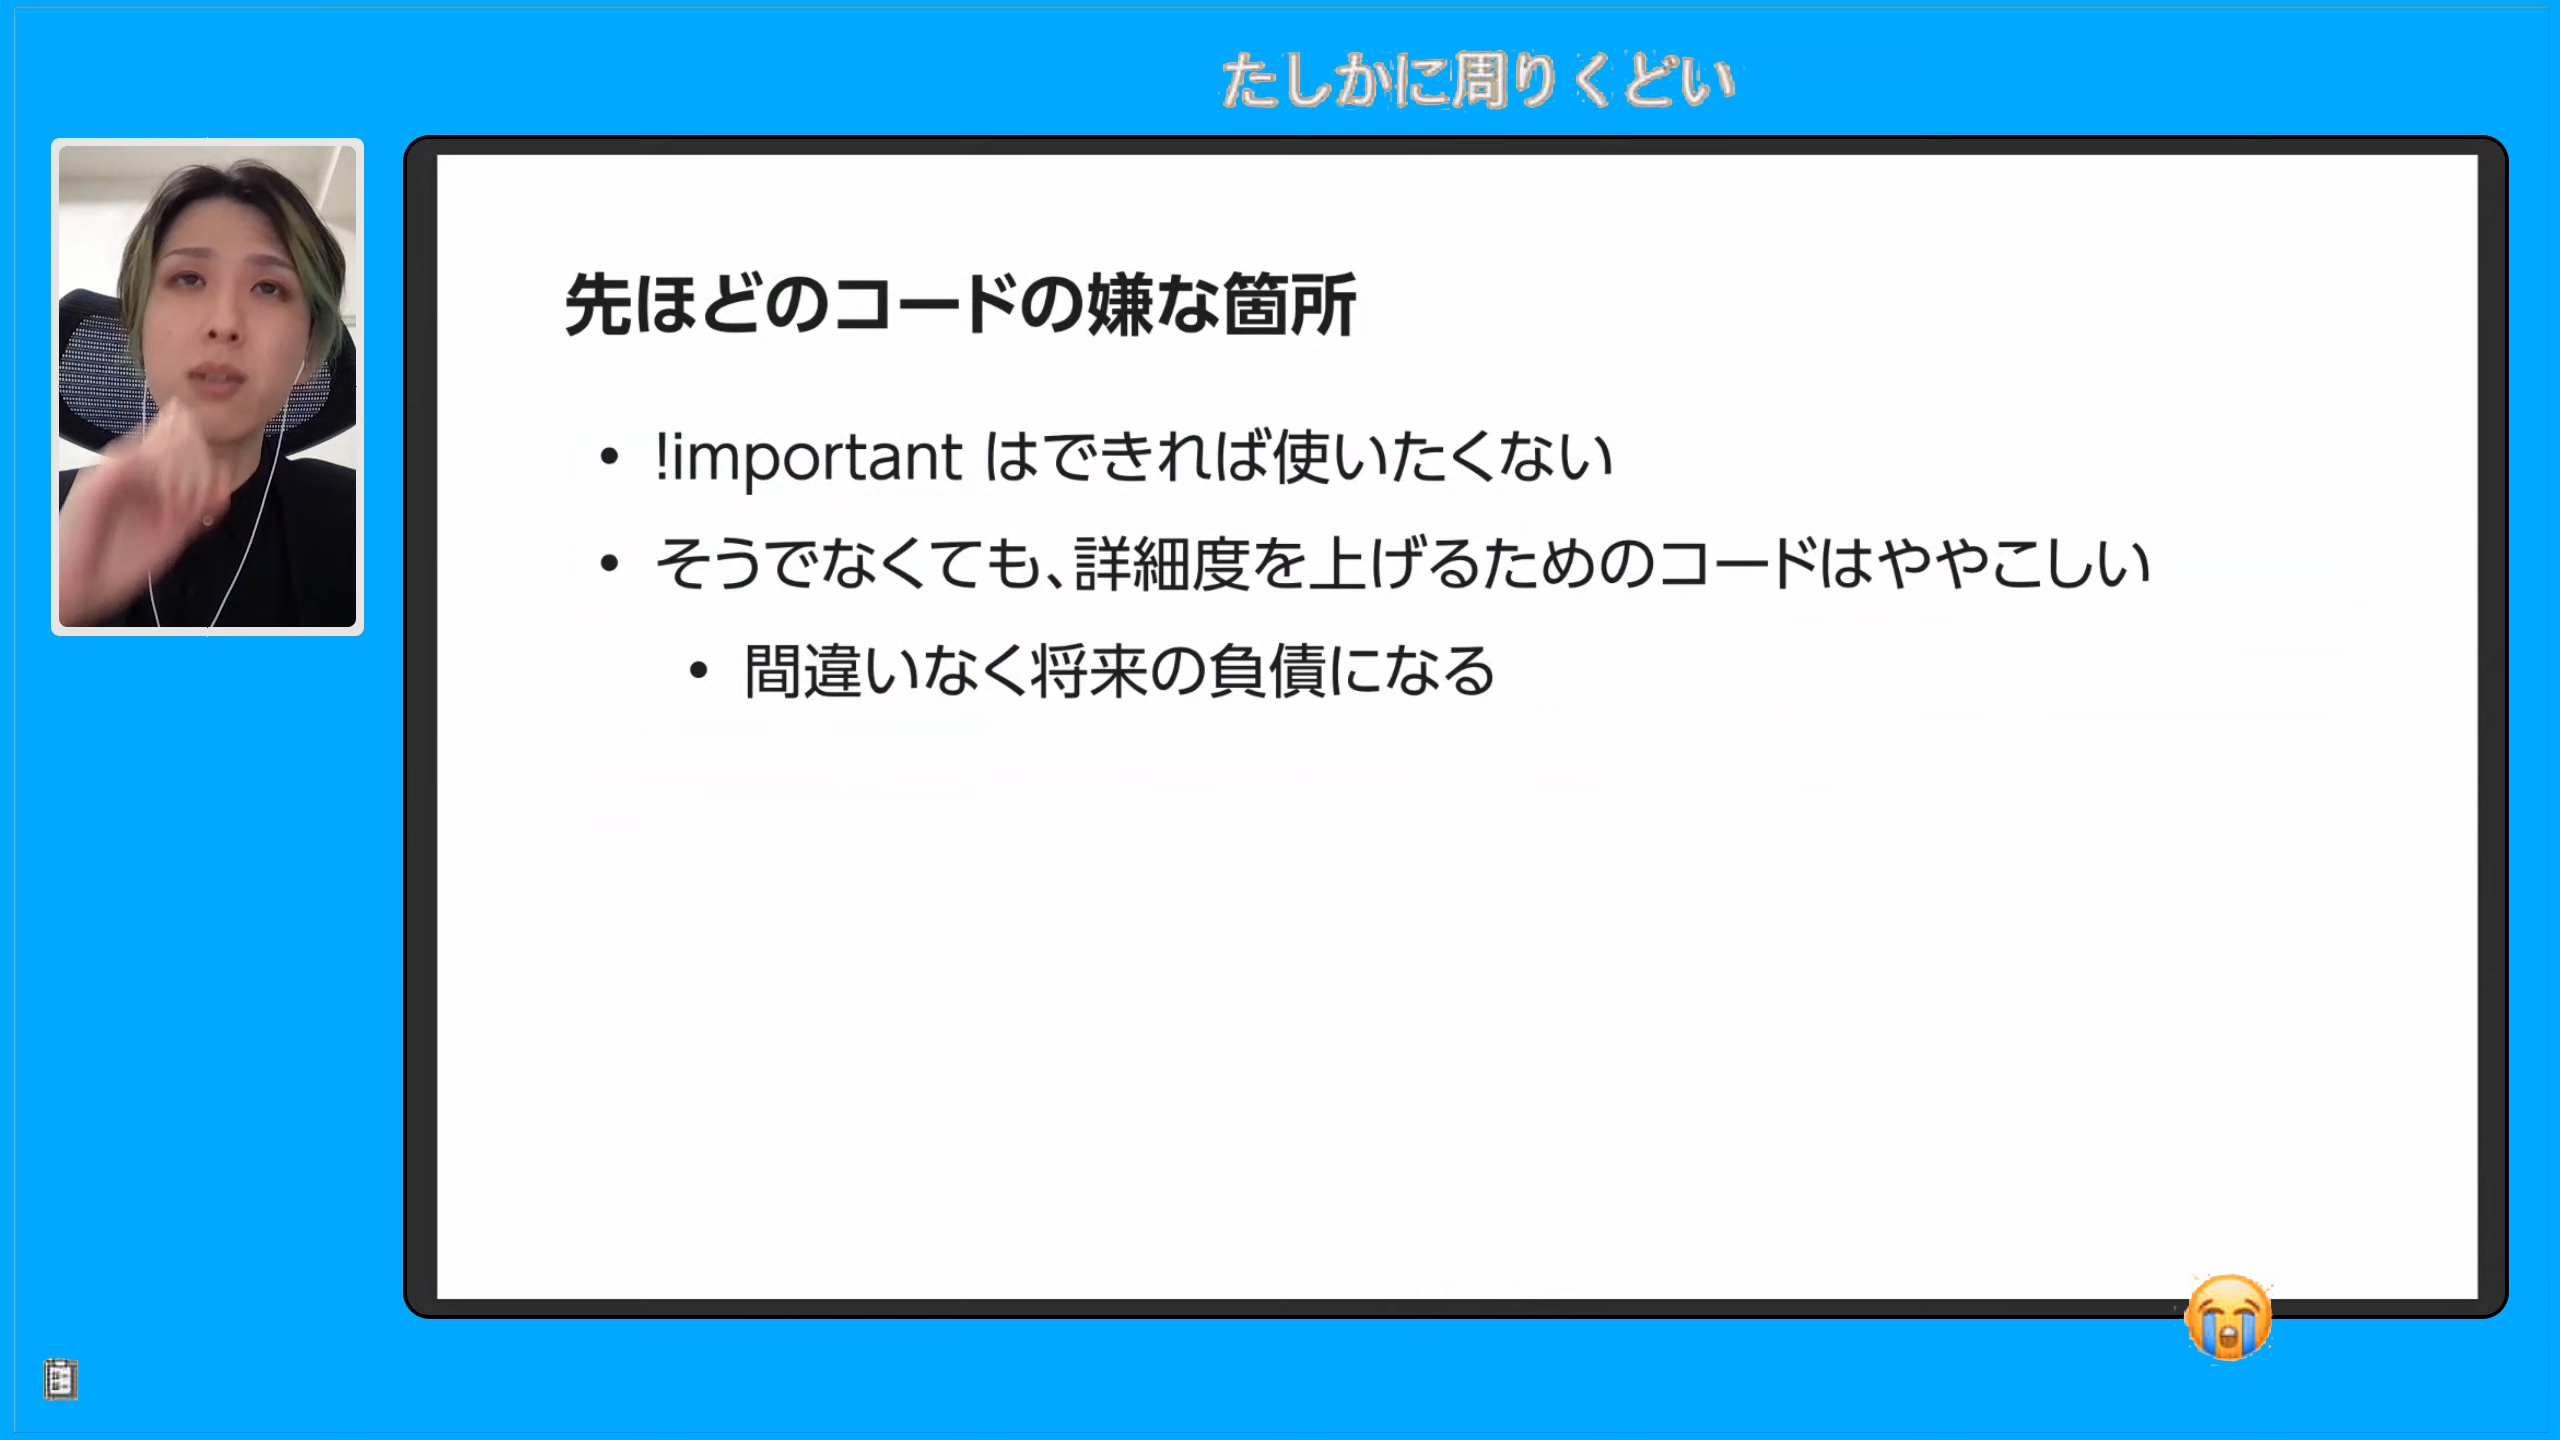 たしかに周りくどい
先ほどのコードの嫌な箇所
• !important はできれば使いたくない
• そうでなくても、詳細度を上げるためのコードはややこしい
• 間違いなく将来の負債になる